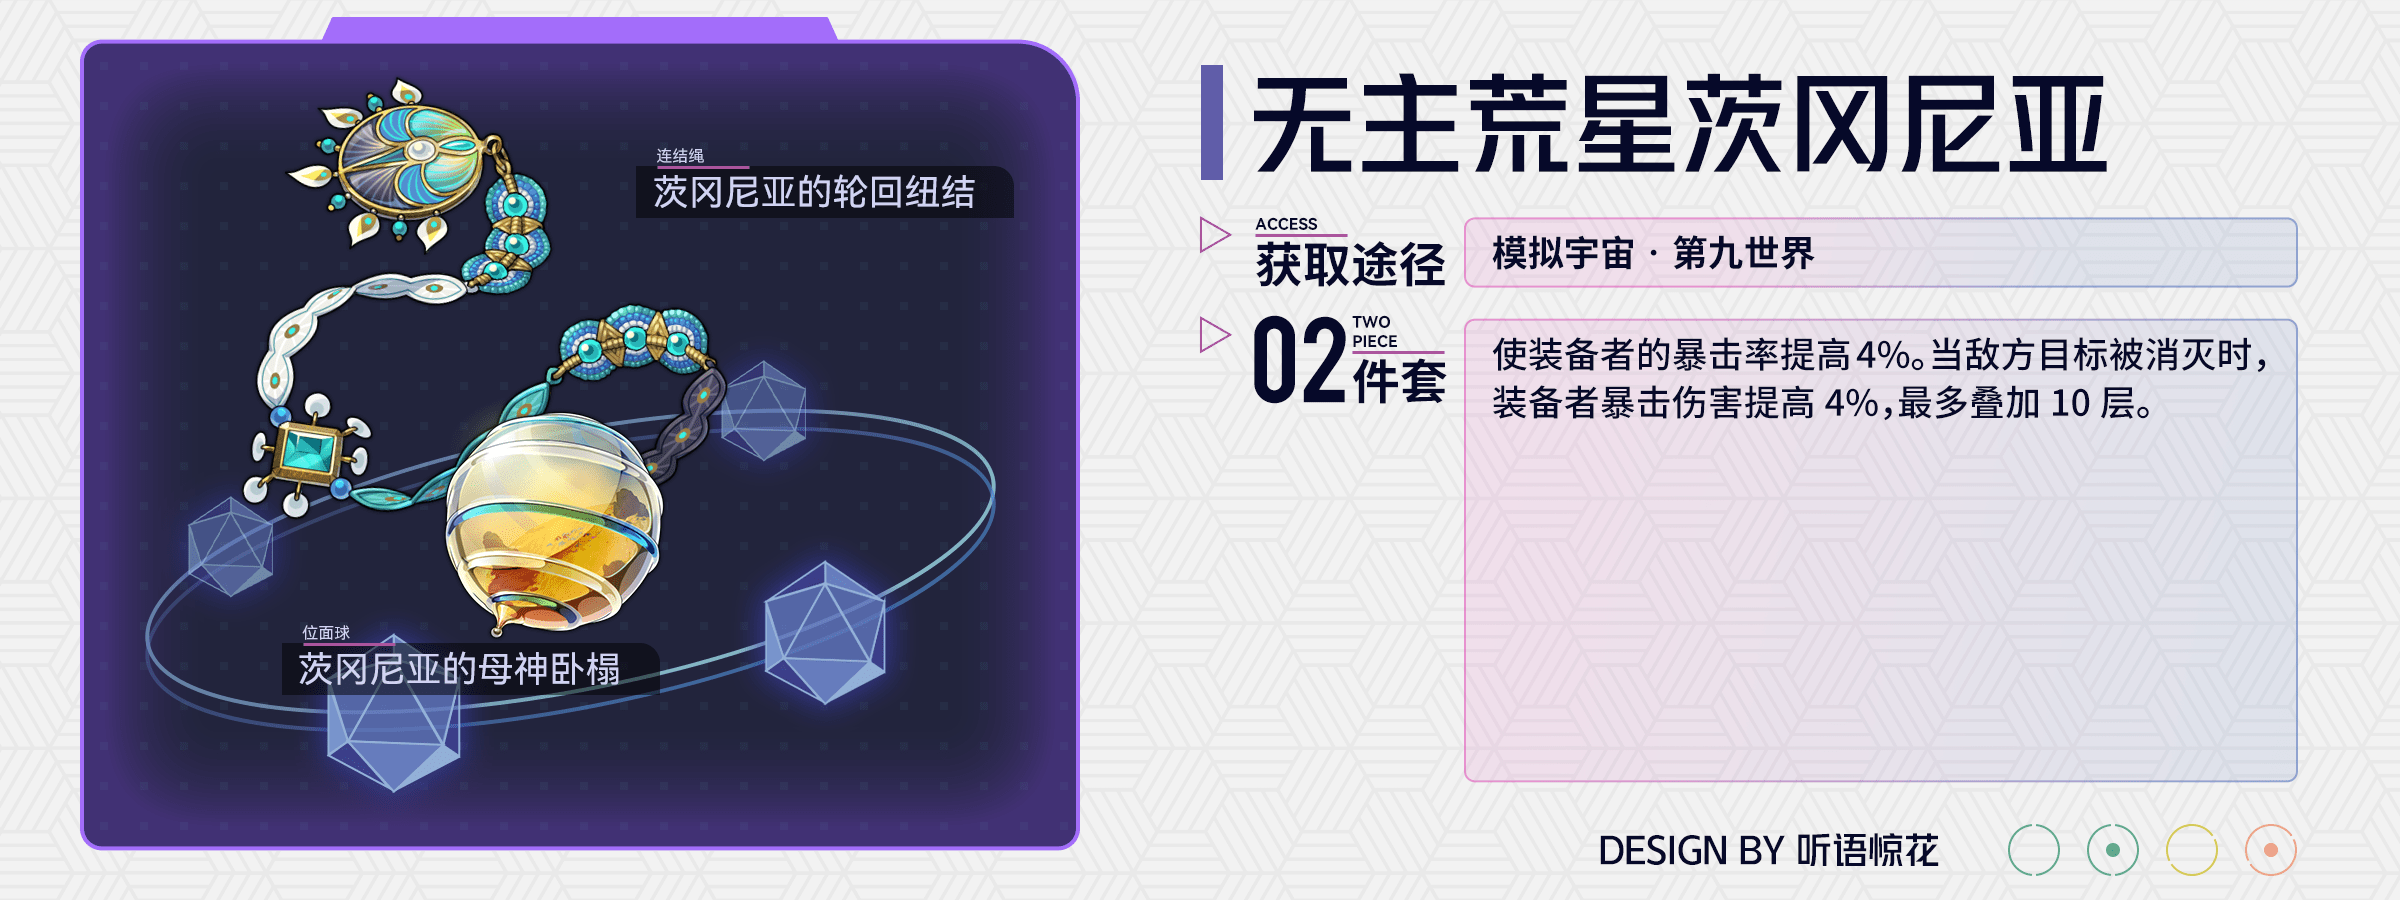 连结绳
茨冈尼亚的轮回纽结
位面球
茨冈尼亚的母神卧榻
无主荒星茨冈尼亚
ACCESS
获取途径
模拟宇宙 · 第九世界
02
TWO
PIECE
件套
使装备者的暴击率提高4%。当敌方目标被消灭时，
装备者暴击伤害提高 4%，最多叠加 10 层。
DESIGN BY 听语惊花